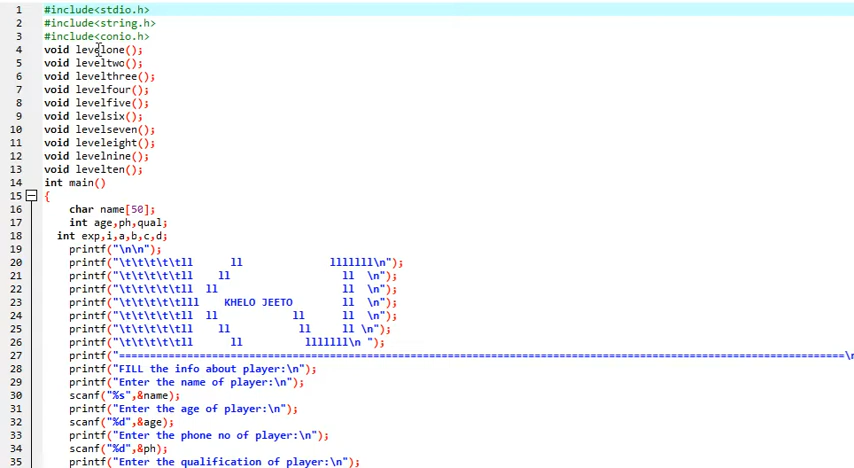 1 #include<stdio.h>
2 #include<string.h>
3 #include<conio.h>
4 void levelone();
5 void leveltwo();
6 void levelthree();
7 void levelfour();
8 void levelfive();
9 void levelsix();
10 void levelseven();
11 void leveleight();
12 void levelnine();
13 void levelten();
14 int main()
15 {
16 char name[50];
17 int age,ph,qual;
18 int exp,i,a,b,c,d;
19 printf("\n\n");
20 printf("\t\t\t\t\tll      ll              lllllll\n");
21 printf("\t\t\t\t\tll    ll                  ll  \n");
22 printf("\t\t\t\t\tll  ll                    ll  \n");
23 printf("\t\t\t\t\tlll    KHELO JEETO        ll  \n");
24 printf("\t\t\t\t\tll  ll            ll      ll  \n");
25 printf("\t\t\t\t\tll    ll           ll     ll \n");
26 printf("\t\t\t\t\tll      ll          lllllll\n ");
27 printf("=======================================================================================================================\n
28 printf("FILL the info about player:\n");
29 printf("Enter the name of player:\n");
30 scanf("%s",&name);
31 printf("Enter the age of player:\n");
32 scanf("%d",&age);
33 printf("Enter the phone no of player:\n");
34 scanf("%d",&ph);
35 printf("Enter the qualification of player:\n");